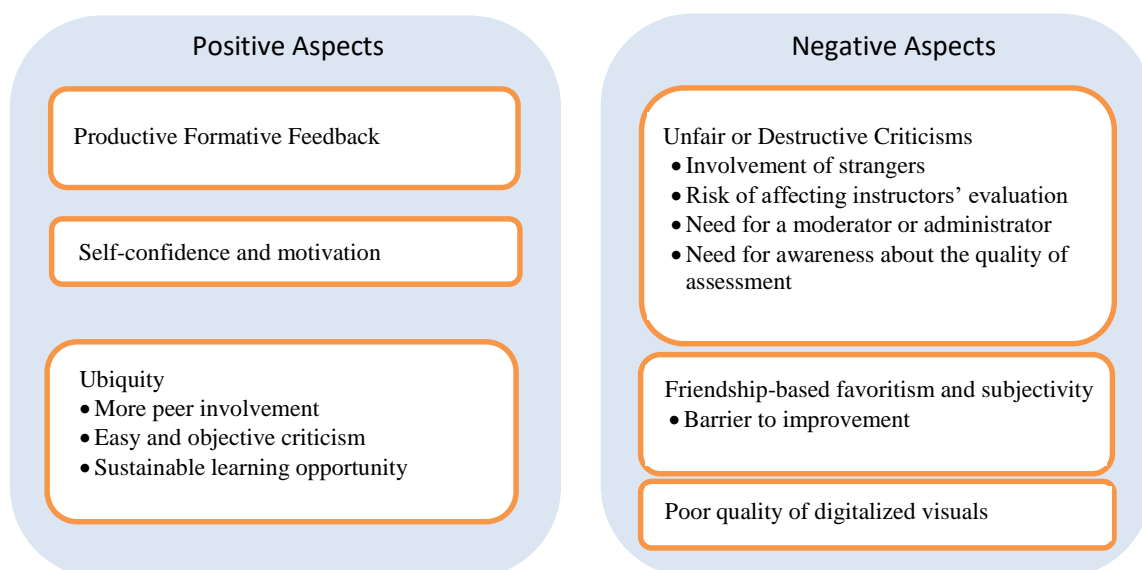 Positive Aspects
Productive Formative Feedback
Self-confidence and motivation
Ubiquity
• More peer involvement
• Easy and objective criticism
• Sustainable learning opportunity
Negative Aspects
Unfair or Destructive Criticisms
• Involvement of strangers
• Risk of affecting instructors’ evaluation
• Need for a moderator or administrator
• Need for awareness about the quality of
assessment
Friendship-based favoritism and subjectivity
• Barrier to improvement
Poor quality of digitalized visuals